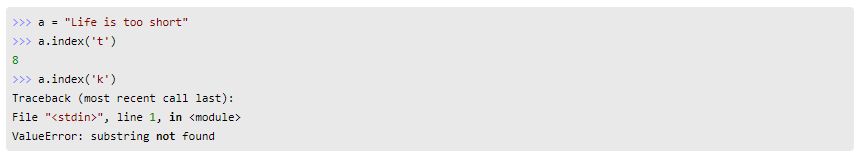 >>> a = "Life is too short"
>>> a.index('t')
8
>>> a.index('k')
Traceback (most recent call last):
File "<stdin>", line 1, in <module>
ValueError: substring not found